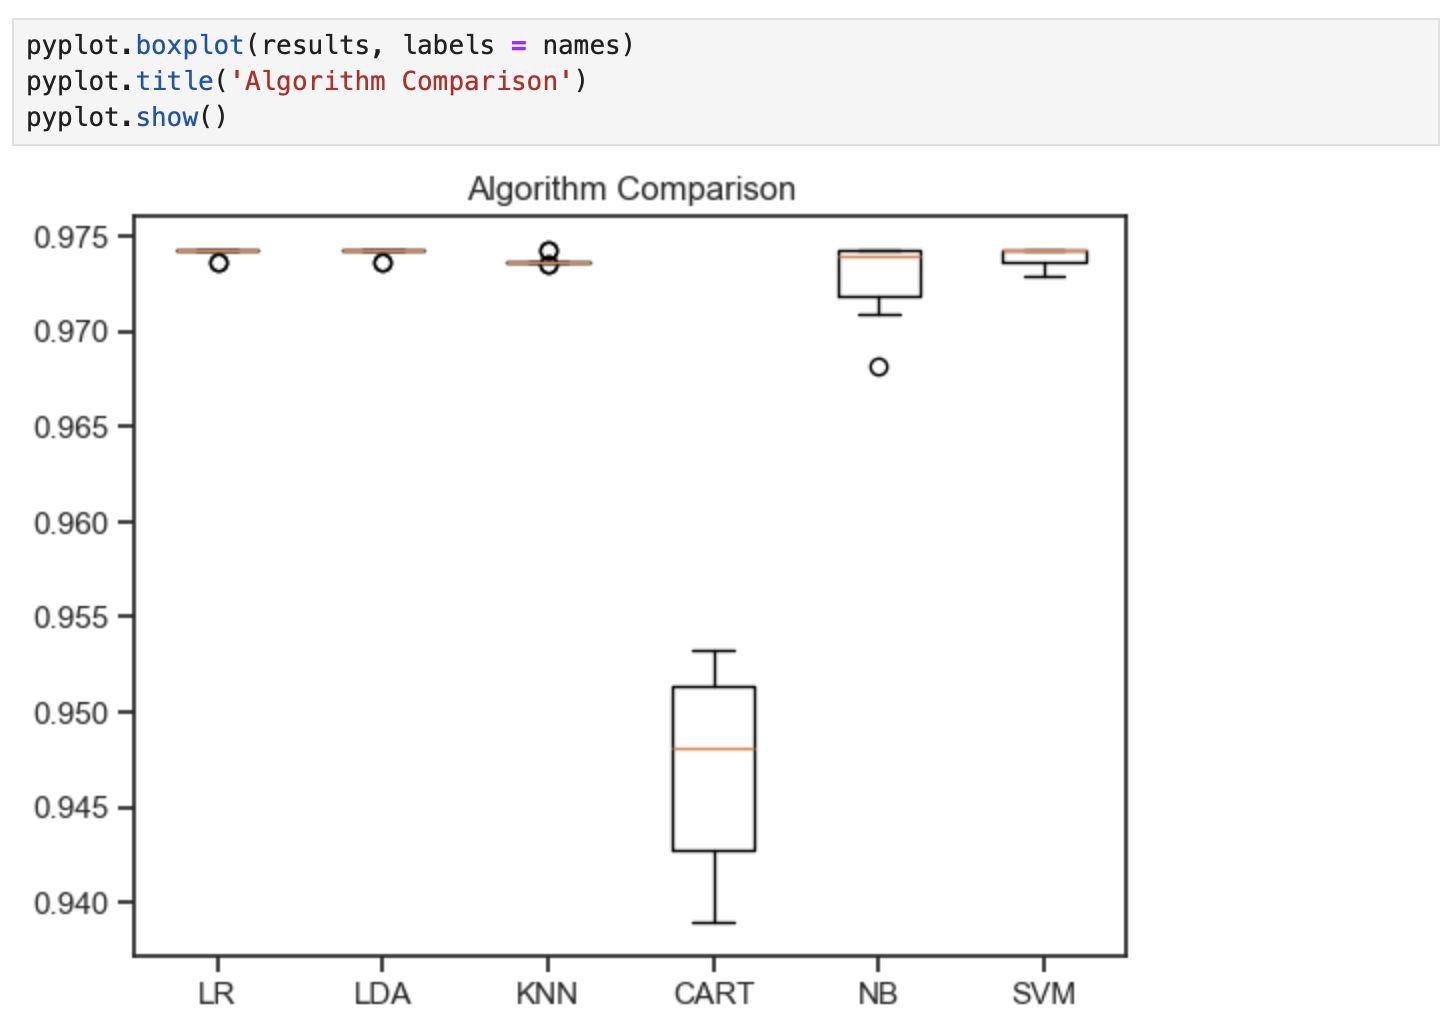 pyplot.boxplot(results, labels = names)
pyplot.title('Algorithm Comparison')
pyplot.show()
Algorithm Comparison
0.975
0.970
0.965
0.960
0.955
0.950
0.945
0.940
LR LDA KNN CART NB SVM